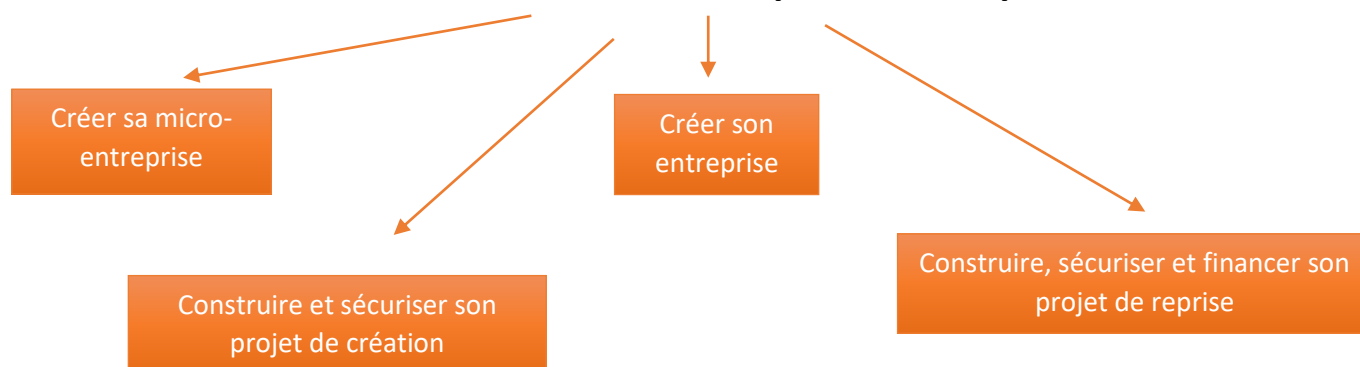 Créer sa micro-
entreprise
Créer son
entreprise
Construire et sécuriser son
projet de création
Construire, sécuriser et financer son
projet de reprise